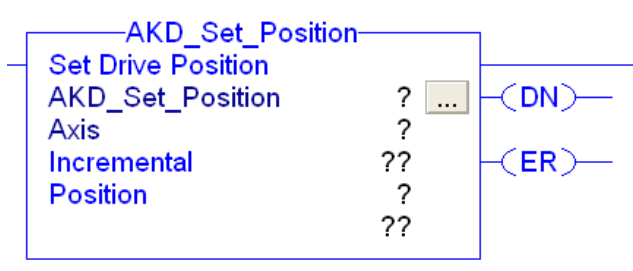 AKD_Set_Position
Set Drive Position
AKD_Set_Position ? ... DN
Axis ?
Incremental ?? ER
Position ?
??